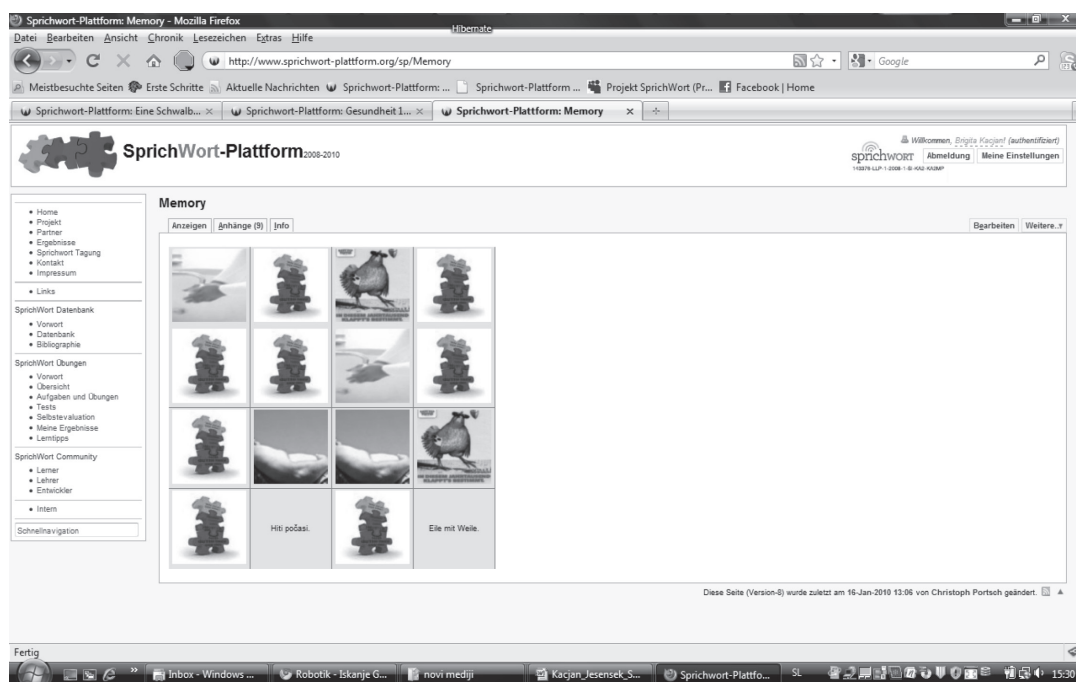 Sprichwort-Plattform: Memory - Mozilla Firefox
Hibernate
Datei Bearbeiten Ansicht Chronik Lesezeichen Extras Hilfe
http://www.sprichwort-plattform.org/sp/Memory
Google
Meistbesuchte Seiten Erste Schritte Aktuelle Nachrichten Sprichwort-Plattform: ... Sprichwort-Plattform ... Projekt SprichWort (Pr... Facebook | Home
Sprichwort-Plattform: Eine Schwalb... Sprichwort-Plattform: Gesundheit 1... Sprichwort-Plattform: Memory
SprichWort-Plattform 2008-2010
Willkommen, Brigita Kacjan! (authentifiziert)
sprichWORT Abmeldung Meine Einstellungen
Memory
Anzeigen Anhänge (9) Info
Bearbeiten Weitere...
Home
Projekt
Partner
Ergebnisse
Sprichwort Tagung
Kontakt
Impressum
Links
SprichWort Datenbank
Vorwort
Datenbank
Bibliographie
SprichWort Übungen
Vorwort
Übersicht
Aufgaben und Übungen
Tests
Selbstevaluation
Meine Ergebnisse
Lerntipps
SprichWort Community
Lerner
Lehrer
Entwickler
Intern
Schnellnavigation
Hiti počasi.
Eile mit Weile.
Diese Seite (Version-8) wurde zuletzt am 16-Jan-2010 13:06 von Christoph Portsch geändert.
Fertig
Inbox - Windows ... Robotik - Iskanje G... novi mediji Kacjan_Jesensek_S... Sprichwort-Plattfo... SL 15:30